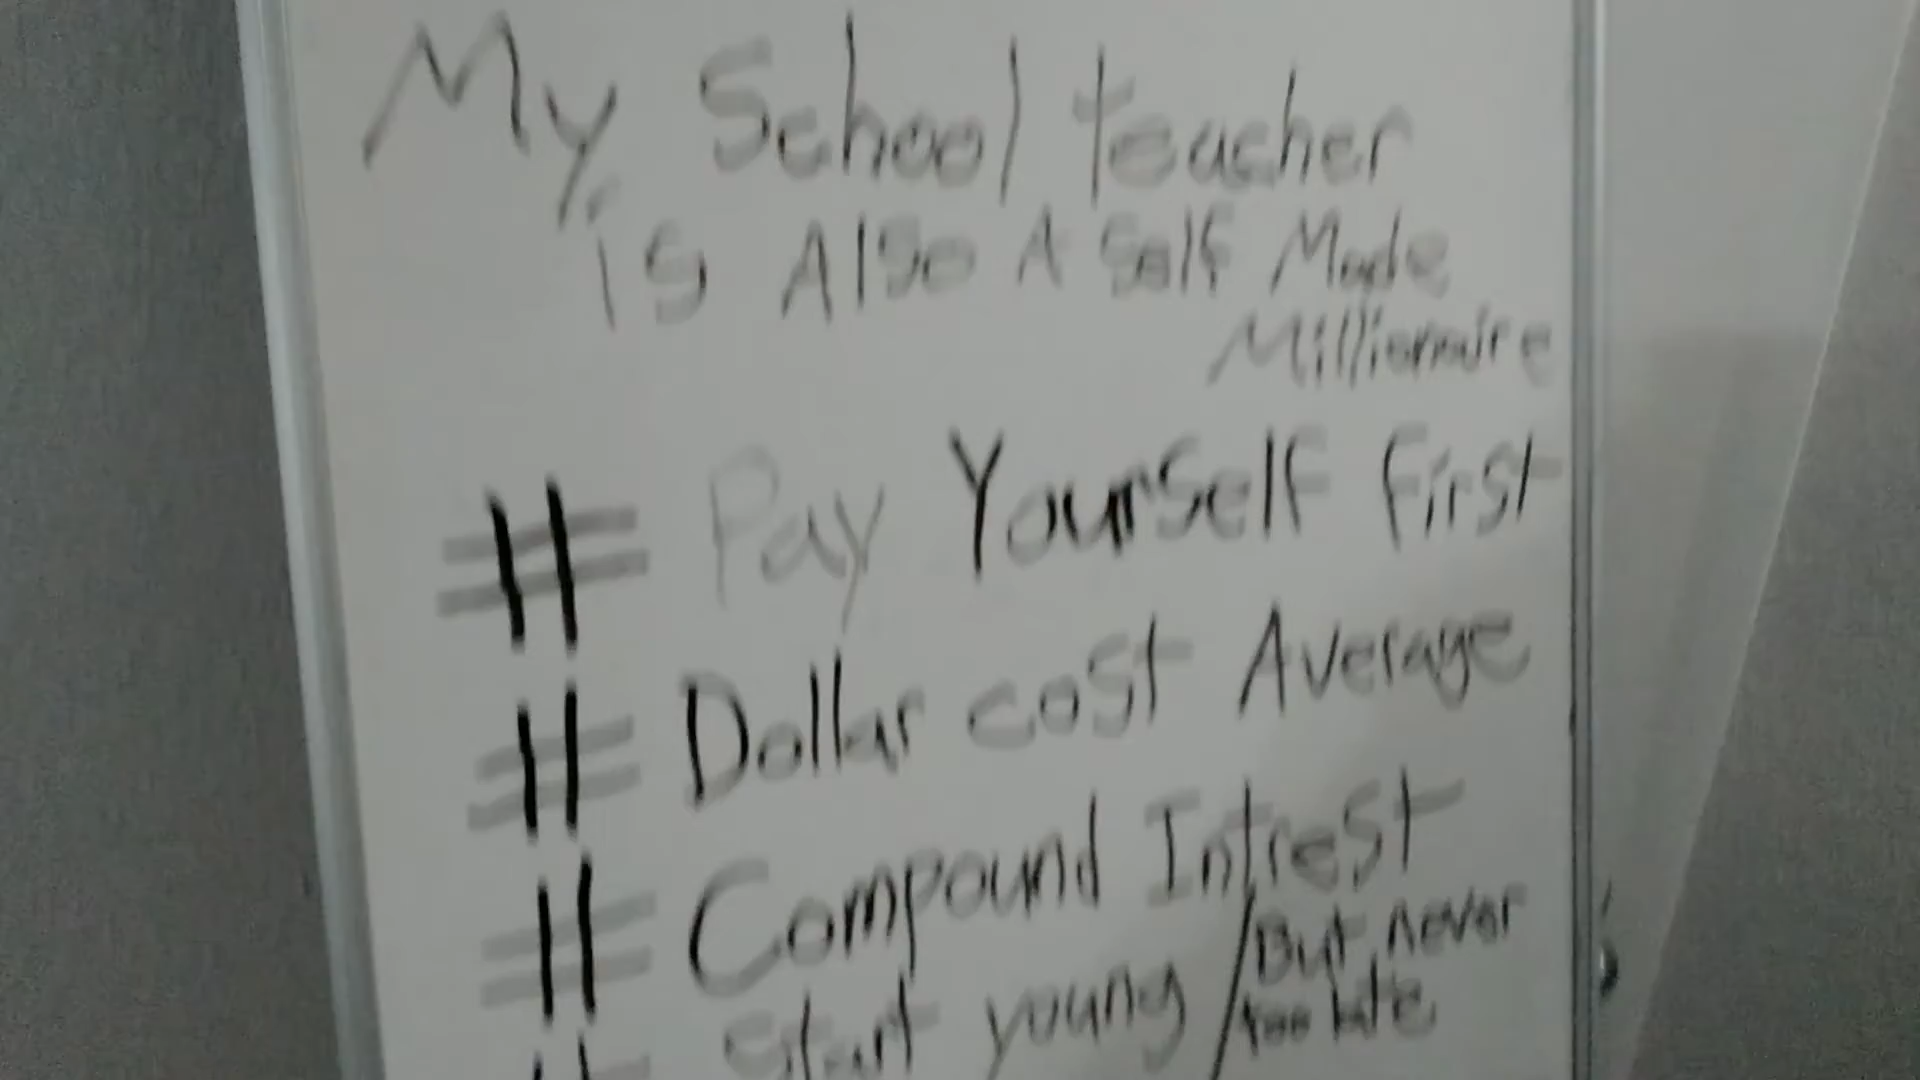 My School teacher
is Also A Self Made
Millionaire
# Pay Yourself First
# Dollar cost Average
# Compound Intrest
# Start young / But never
too late